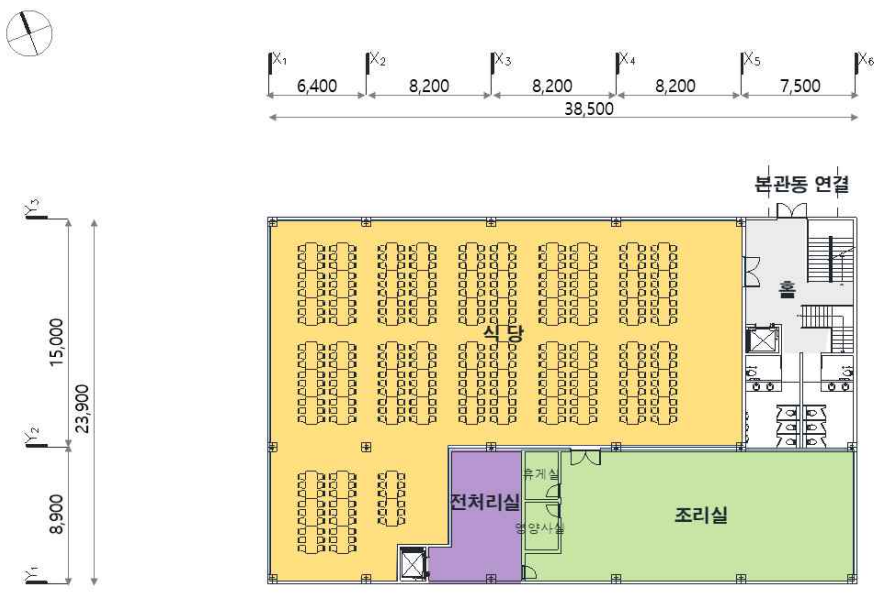 X1 X2 X3 X4 X5 X6
6,400 8,200 8,200 8,200 7,500
38,500
본관동 연결
Y3
15,000
23,900
Y2
8,900
Y1
홀
식당
휴게실
전처리실
영양사실
조리실